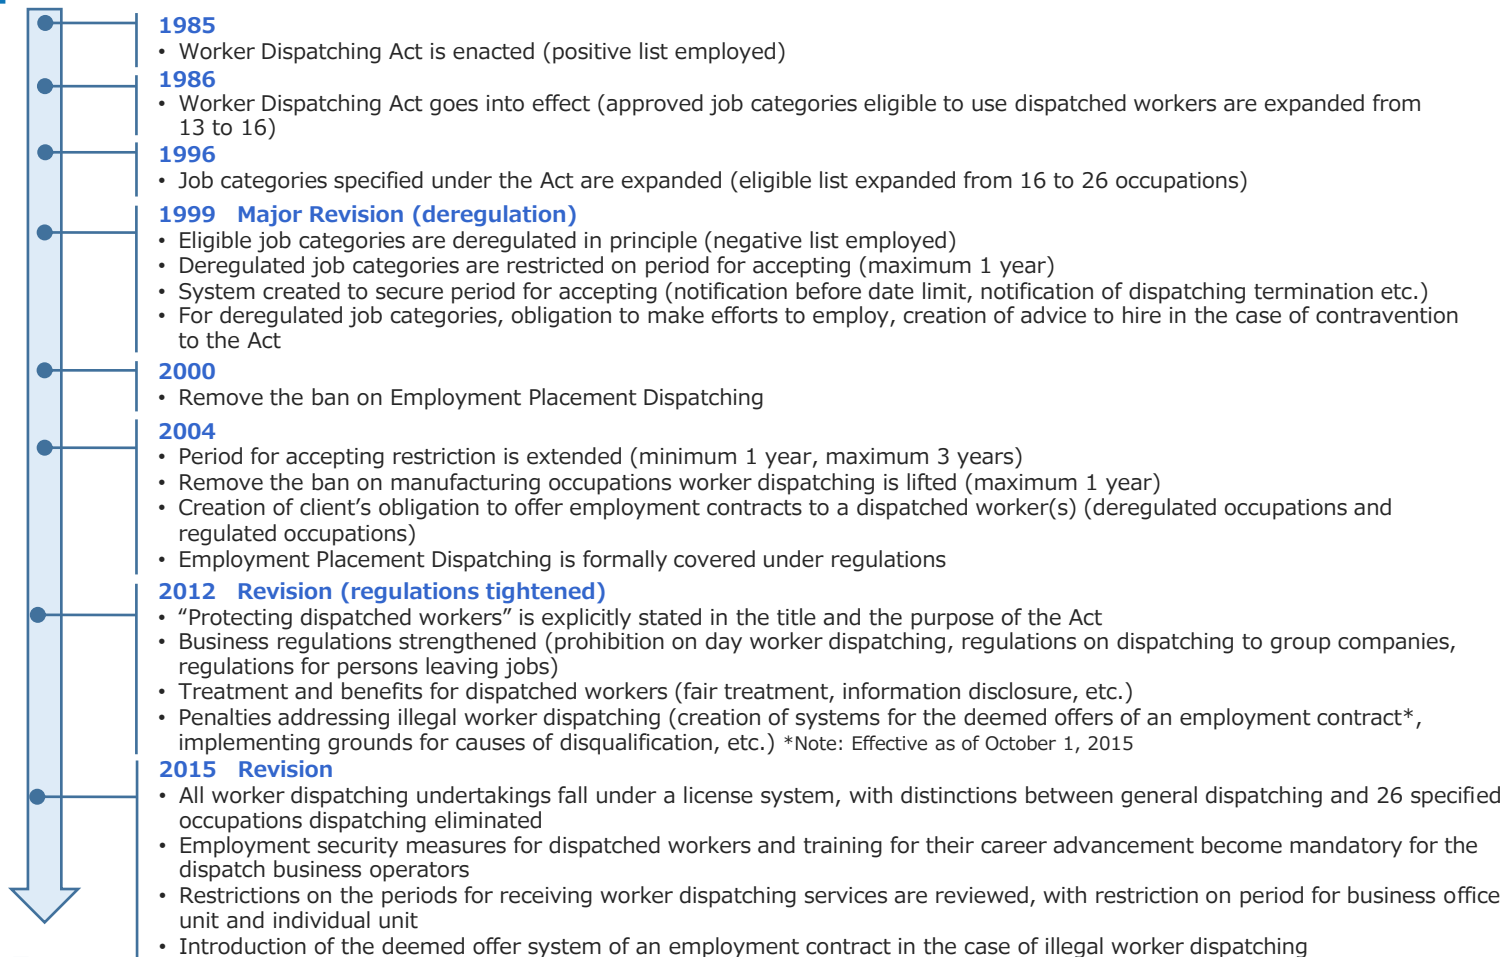 1985
• Worker Dispatching Act is enacted (positive list employed)
1986
• Worker Dispatching Act goes into effect (approved job categories eligible to use dispatched workers are expanded from
13 to 16)
1996
• Job categories specified under the Act are expanded (eligible list expanded from 16 to 26 occupations)
1999 Major Revision (deregulation)
• Eligible job categories are deregulated in principle (negative list employed)
• Deregulated job categories are restricted on period for accepting (maximum 1 year)
• System created to secure period for accepting (notification before date limit, notification of dispatching termination etc.)
• For deregulated job categories, obligation to make efforts to employ, creation of advice to hire in the case of contravention
to the Act
2000
• Remove the ban on Employment Placement Dispatching
2004
• Period for accepting restriction is extended (minimum 1 year, maximum 3 years)
• Remove the ban on manufacturing occupations worker dispatching is lifted (maximum 1 year)
• Creation of client’s obligation to offer employment contracts to a dispatched worker(s) (deregulated occupations and
regulated occupations)
• Employment Placement Dispatching is formally covered under regulations
2012 Revision (regulations tightened)
• “Protecting dispatched workers” is explicitly stated in the title and the purpose of the Act
• Business regulations strengthened (prohibition on day worker dispatching, regulations on dispatching to group companies,
regulations for persons leaving jobs)
• Treatment and benefits for dispatched workers (fair treatment, information disclosure, etc.)
• Penalties addressing illegal worker dispatching (creation of systems for the deemed offers of an employment contract*,
implementing grounds for causes of disqualification, etc.) *Note: Effective as of October 1, 2015
2015 Revision
• All worker dispatching undertakings fall under a license system, with distinctions between general dispatching and 26 specified
occupations dispatching eliminated
• Employment security measures for dispatched workers and training for their career advancement become mandatory for the
dispatch business operators
• Restrictions on the periods for receiving worker dispatching services are reviewed, with restriction on period for business office
unit and individual unit
• Introduction of the deemed offer system of an employment contract in the case of illegal worker dispatching